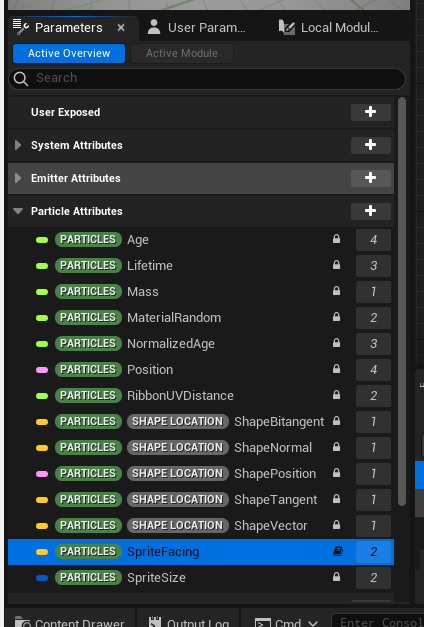 Parameters × User Param... Local Modul...
Active Overview Active Module
Search
User Exposed +
System Attributes +
Emitter Attributes +
Particle Attributes +
PARTICLES Age 4
PARTICLES Lifetime 3
PARTICLES Mass 1
PARTICLES MaterialRandom 2
PARTICLES NormalizedAge 3
PARTICLES Position 4
PARTICLES RibbonUVDistance 2
PARTICLES SHAPE LOCATION ShapeBitangent 1
PARTICLES SHAPE LOCATION ShapeNormal 1
PARTICLES SHAPE LOCATION ShapePosition 1
PARTICLES SHAPE LOCATION ShapeTangent 1
PARTICLES SHAPE LOCATION ShapeVector 1
PARTICLES SpriteFacing 2
PARTICLES SpriteSize 2
Content Drawer Output Log Cmd Enter Consol